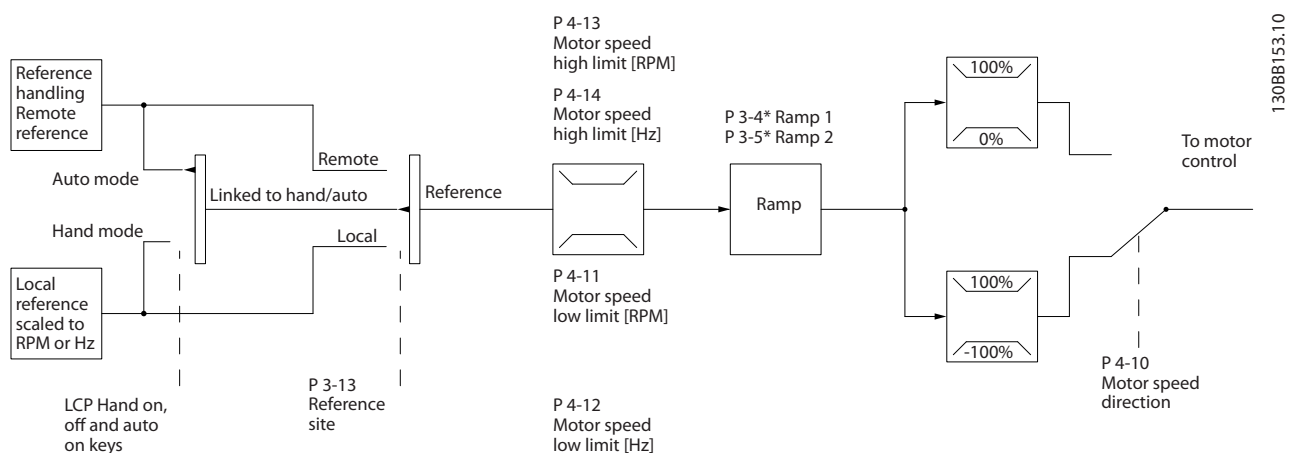 Reference
handling
Remote
reference
Auto mode
Hand mode
Local
reference
scaled to
RPM or Hz
LCP Hand on,
off and auto
on keys
Linked to hand/auto
Remote
Local
P 3-13
Reference
site
Reference
P 4-13
Motor speed
high limit [RPM]
P 4-14
Motor speed
high limit [Hz]
P 4-11
Motor speed
low limit [RPM]
P 4-12
Motor speed
low limit [Hz]
P 3-4* Ramp 1
P 3-5* Ramp 2
Ramp
100%
0%
100%
-100%
To motor
control
P 4-10
Motor speed
direction
130BB153.10